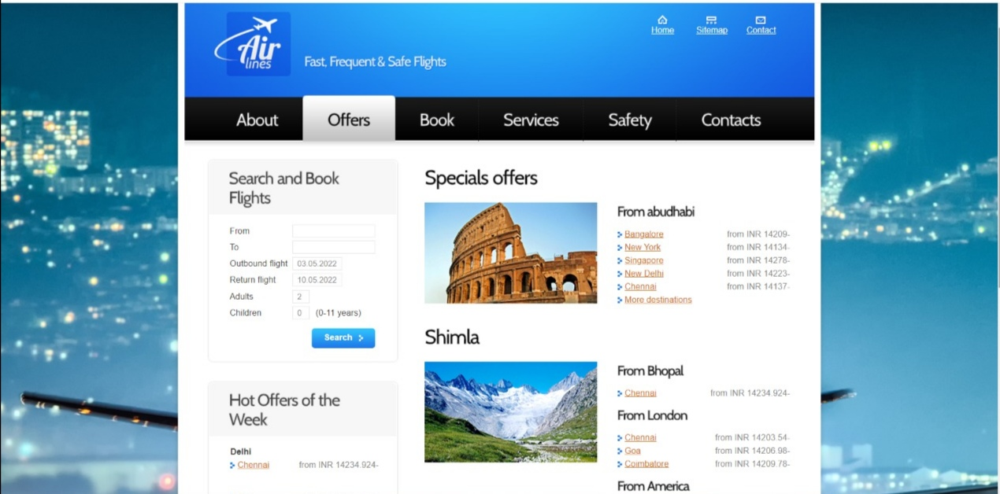 Air
lines
Fast, Frequent & Safe Flights
Home
Sitemap
Contact
About
Offers
Book
Services
Safety
Contacts
Search and Book
Flights
From
To
Outbound flight 03.05.2022
Return flight 10.05.2022
Adults 2
Children 0 (0-11 years)
Search
Hot Offers of the
Week
Delhi
Chennai from INR 14234.924-
Specials offers
From abudhabi
Bangalore from INR 14209-
New York from INR 14134-
Singapore from INR 14278-
New Delhi from INR 14223-
Chennai from INR 14137-
More destinations
Shimla
From Bhopal
Chennai from INR 14234.924-
From London
Chennai from INR 14203.54-
Goa from INR 14206.98-
Coimbatore from INR 14209.78-
From America